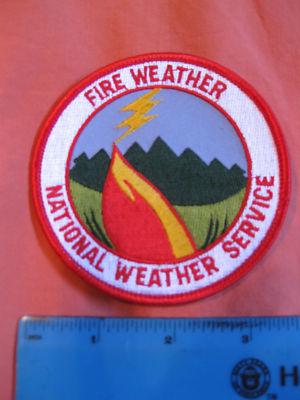 FIRE WEATHER
NATIONAL WEATHER SERVICE
1 2 3
H